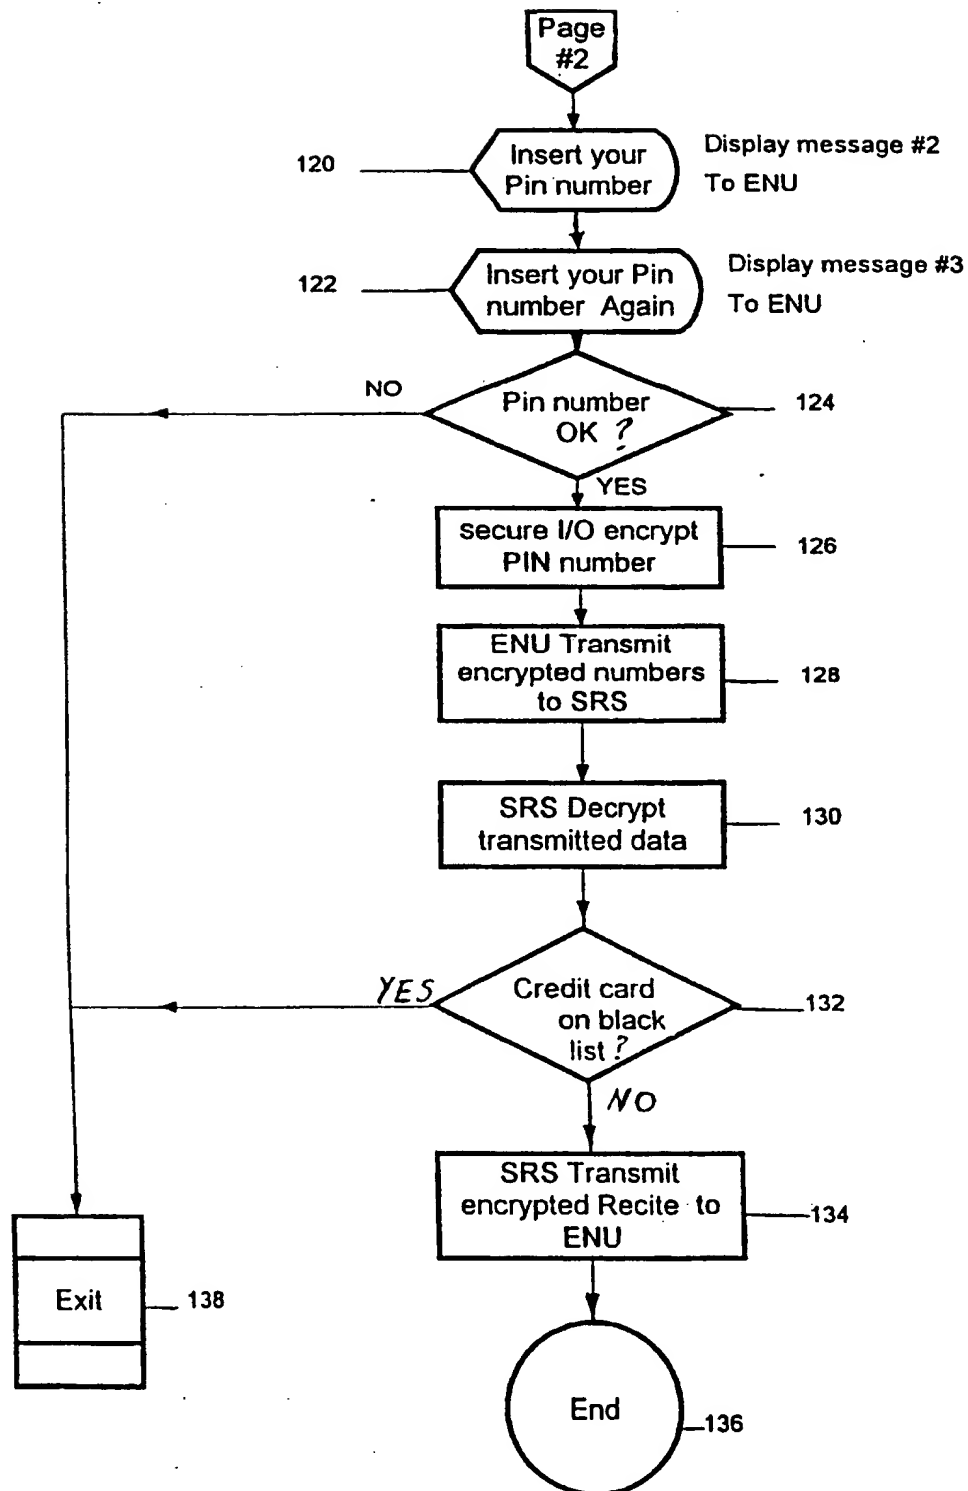 Page
#2
120
Insert your
Pin number
Display message #2
To ENU
122
Insert your Pin
number Again
Display message #3
To ENU
NO
Pin number
OK ?
124
YES
secure I/O encrypt
PIN number
126
ENU Transmit
encrypted numbers
to SRS
128
SRS Decrypt
transmitted data
130
YES
Credit card
on black
list ?
132
NO
SRS Transmit
encrypted Recite to
ENU
134
Exit
138
End
136